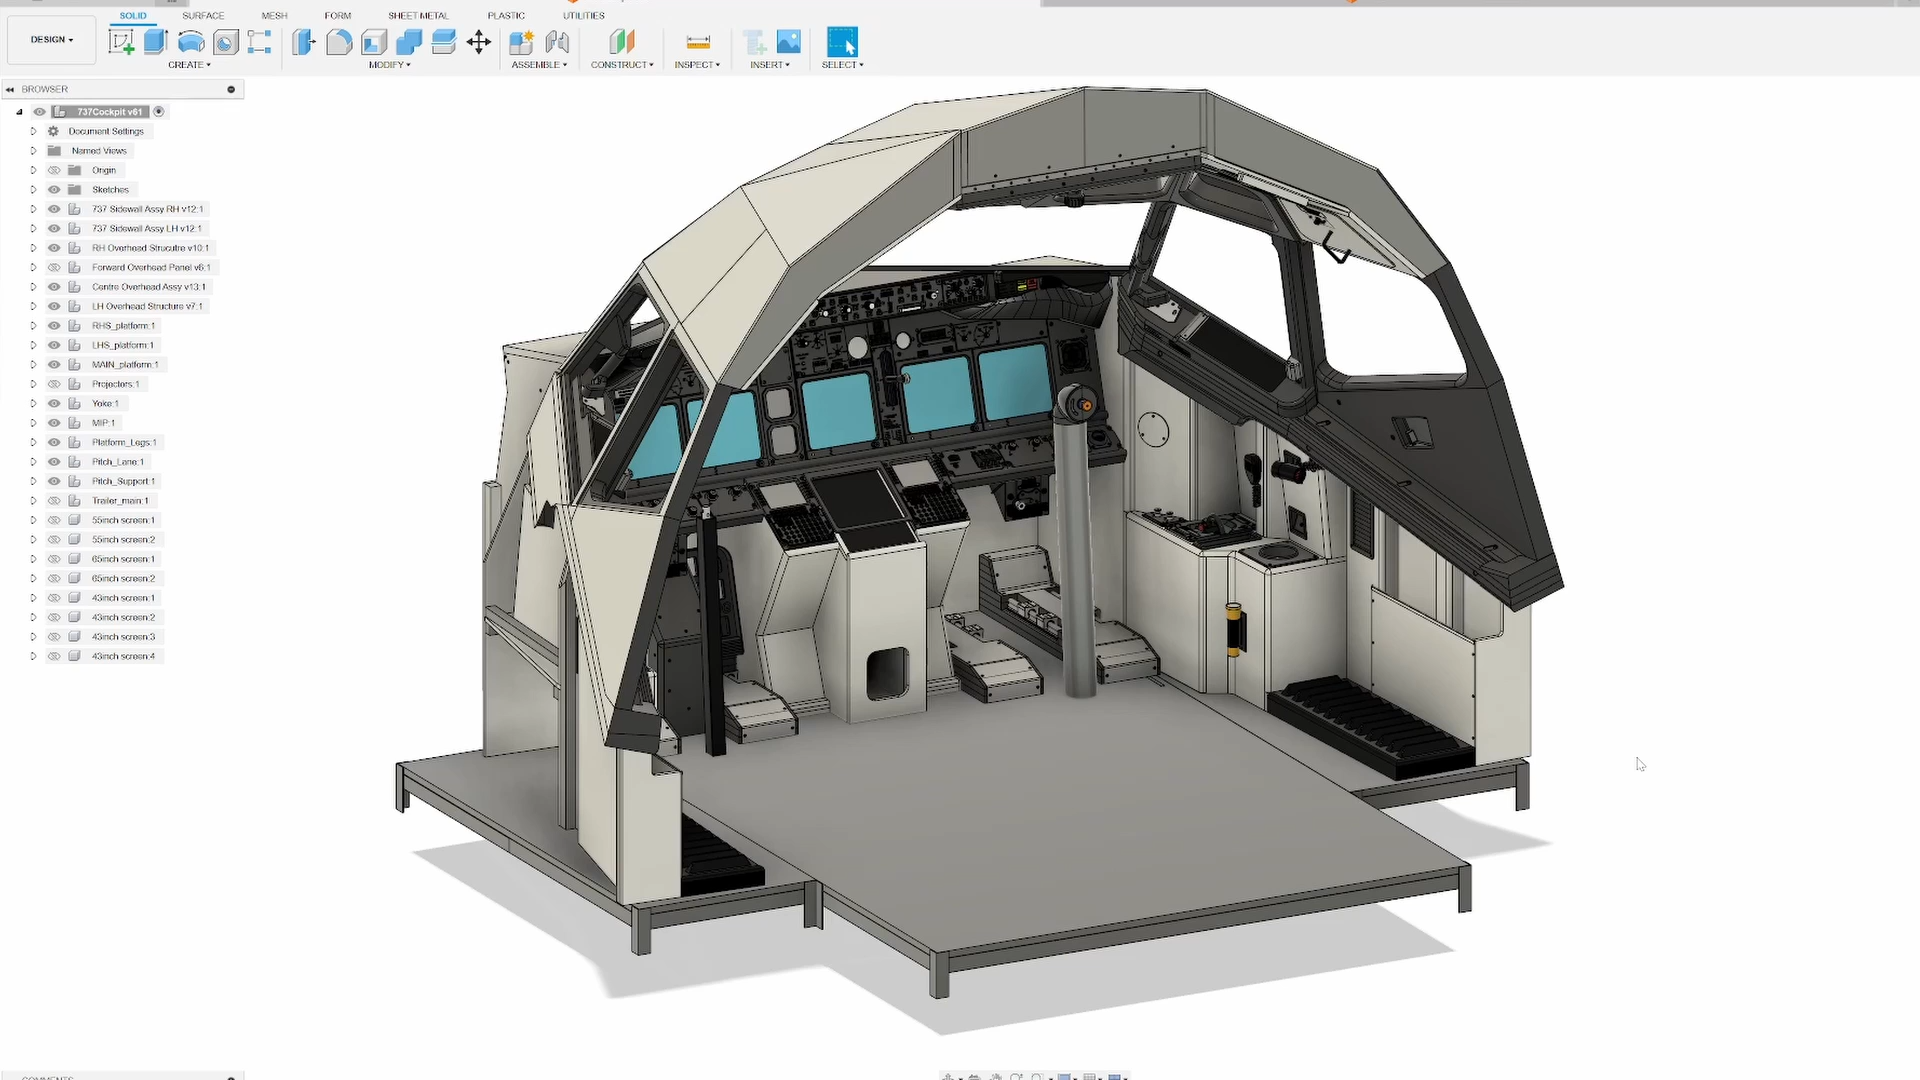 SOLID SURFACE MESH FORM SHEET METAL PLASTIC UTILITIES
DESIGN
CREATE MODIFY ASSEMBLE CONSTRUCT INSPECT INSERT SELECT
BROWSER
737Cockpit v61
Document Settings
Named Views
Origin
Sketches
737 Sidewall Assy RH v12:1
737 Sidewall Assy LH v12:1
RH Overhead Strucutre v10:1
Forward Overhead Panel v6:1
Centre Overhead Assy v13:1
LH Overhead Structure v7:1
RHS_platform:1
LHS_platform:1
MAIN_platform:1
Projectors:1
Yoke:1
MIP:1
Platform_Legs:1
Pitch_Lane:1
Pitch_Support:1
Trailer_main:1
55inch screen:1
55inch screen:2
65inch screen:1
65inch screen:2
43inch screen:1
43inch screen:2
43inch screen:3
43inch screen:4
COMMENTS